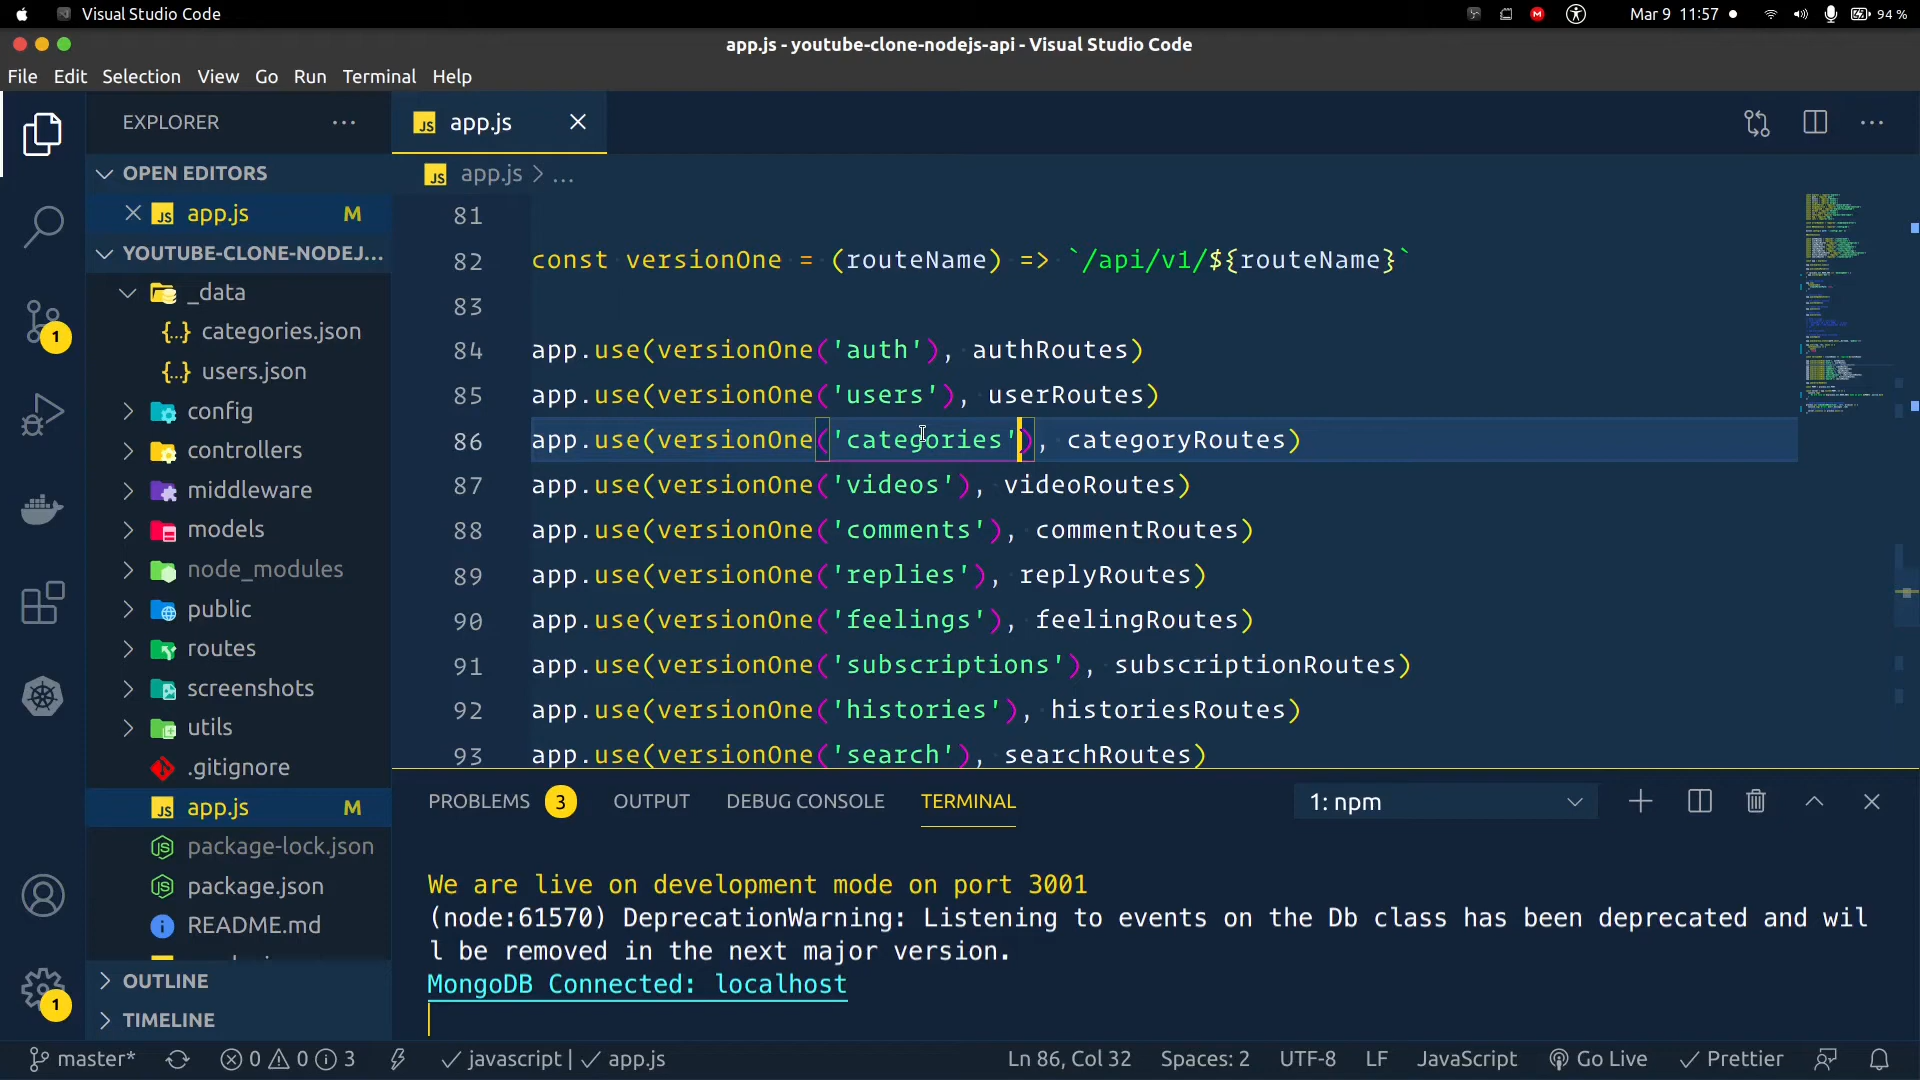 Visual Studio Code
M
Mar 9 11:57
94 %
app.js - youtube-clone-nodejs-api - Visual Studio Code
File Edit Selection View Go Run Terminal Help
EXPLORER
JS app.js
OPEN EDITORS
JS app.js M
YOUTUBE-CLONE-NODEJ...
_data
{..} categories.json
{..} users.json
config
controllers
middleware
models
node_modules
public
routes
screenshots
utils
.gitignore
JS app.js M
package-lock.json
package.json
README.md
OUTLINE
TIMELINE
1
1
JS app.js > ...
81
82 const versionOne = (routeName) => `/api/v1/${routeName}`
83
84 app.use(versionOne('auth'), authRoutes)
85 app.use(versionOne('users'), userRoutes)
86 app.use(versionOne('categories'), categoryRoutes)
87 app.use(versionOne('videos'), videoRoutes)
88 app.use(versionOne('comments'), commentRoutes)
89 app.use(versionOne('replies'), replyRoutes)
90 app.use(versionOne('feelings'), feelingRoutes)
91 app.use(versionOne('subscriptions'), subscriptionRoutes)
92 app.use(versionOne('histories'), historiesRoutes)
93 app.use(versionOne('search'), searchRoutes)
PROBLEMS 3 OUTPUT DEBUG CONSOLE TERMINAL 1: npm
We are live on development mode on port 3001
(node:61570) DeprecationWarning: Listening to events on the Db class has been deprecated and wil
l be removed in the next major version.
MongoDB Connected: localhost
master* 0 0 3 javascript | app.js Ln 86, Col 32 Spaces: 2 UTF-8 LF JavaScript Go Live Prettier